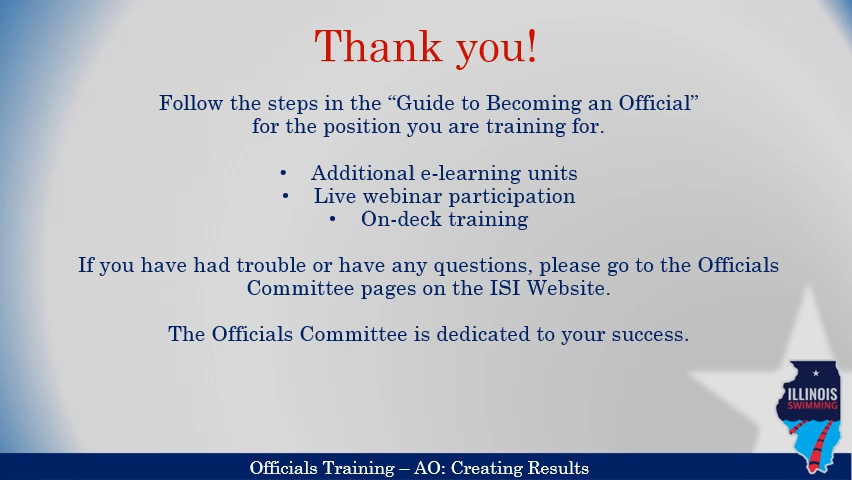 Thank you!
Follow the steps in the “Guide to Becoming an Official”
for the position you are training for.
• Additional e-learning units
• Live webinar participation
• On-deck training
If you have had trouble or have any questions, please go to the Officials
Committee pages on the ISI Website.
The Officials Committee is dedicated to your success.
ILLINOIS
SWIMMING
Officials Training – AO: Creating Results